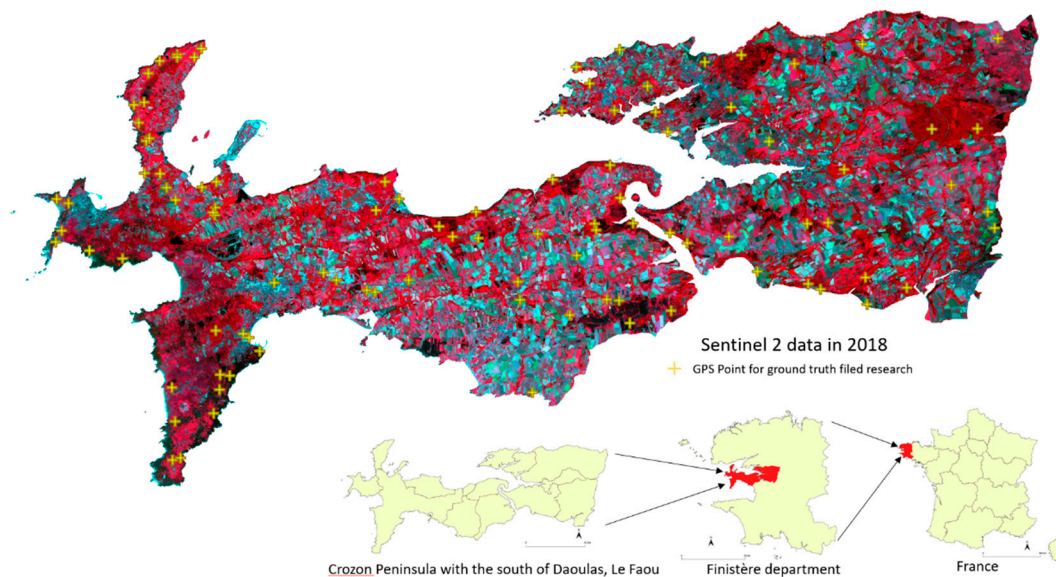 Sentinel 2 data in 2018
GPS Point for ground truth filed research
Crozon Peninsula with the south of Daoulas, Le Faou
Finistère department
France